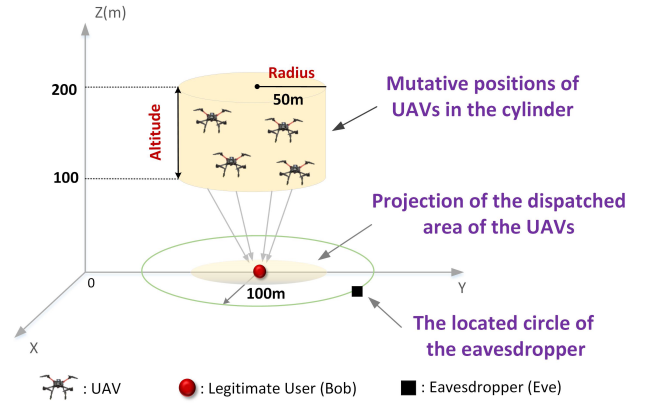 Z(m)
Radius
200
50m
Mutative positions of
UAVs in the cylinder
Altitude
100
Projection of the dispatched
area of the UAVs
0
100m
Y
The located circle of
the eavesdropper
X
: UAV
: Legitimate User (Bob)
: Eavesdropper (Eve)